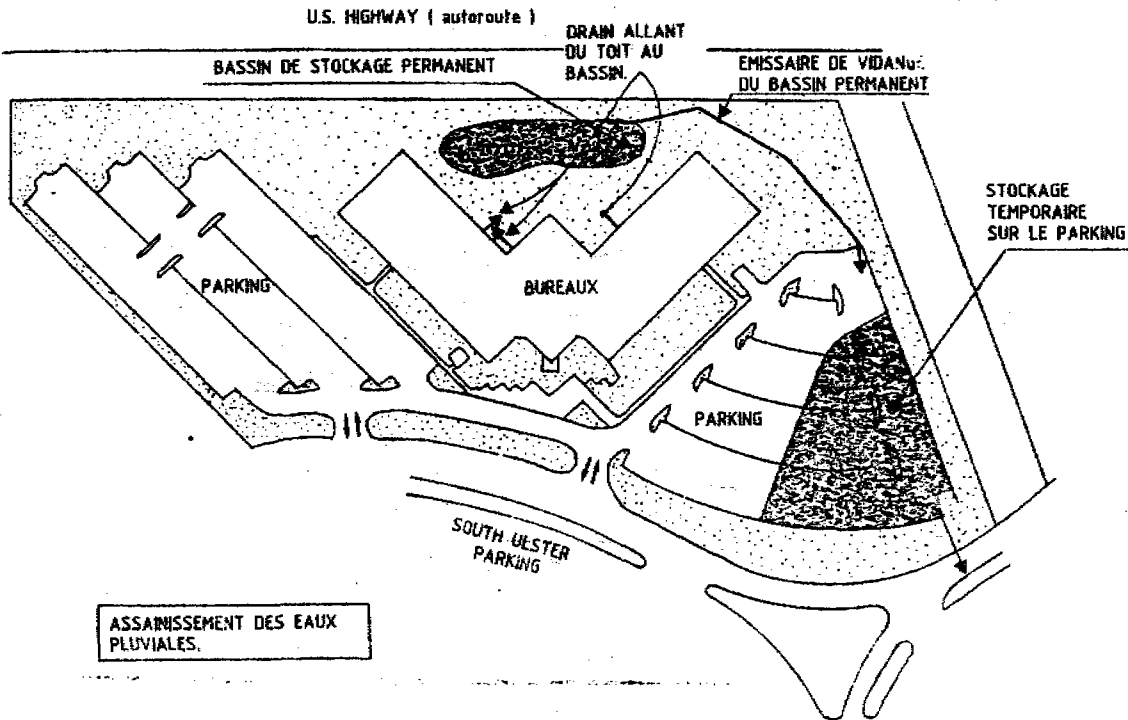 U.S. HIGHWAY ( autoroute )
DRAIN ALLANT
DU TOIT AU
BASSIN.
BASSIN DE STOCKAGE PERMANENT
EMISSAIRE DE VIDANGE
DU BASSIN PERMANENT
STOCKAGE
TEMPORAIRE
SUR LE PARKING
PARKING
BUREAUX
PARKING
SOUTH ULSTER
PARKING
ASSAINISSEMENT DES EAUX
PLUVIALES.